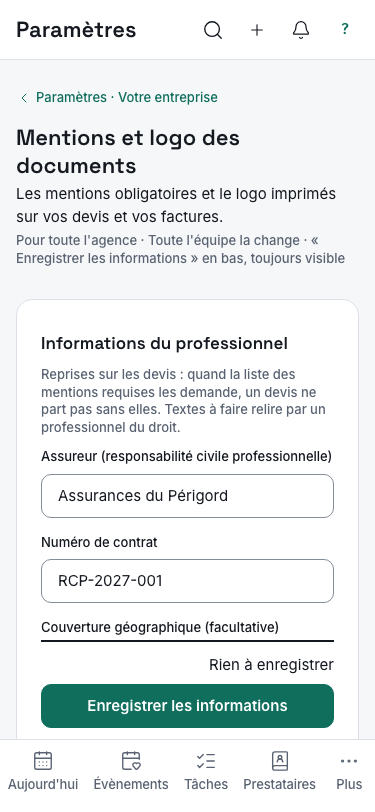 Paramètres
?
Paramètres · Votre entreprise
Mentions et logo des
documents
Les mentions obligatoires et le logo imprimés
sur vos devis et vos factures.
Pour toute l'agence · Toute l'équipe la change · «
Enregistrer les informations » en bas, toujours visible
Informations du professionnel
Reprises sur les devis : quand la liste des
mentions requises les demande, un devis ne
part pas sans elles. Textes à faire relire par un
professionnel du droit.
Assureur (responsabilité civile professionnelle)
Assurances du Périgord
Numéro de contrat
RCP-2027-001
Couverture géographique (facultative)
Rien à enregistrer
Enregistrer les informations
Aujourd'hui
Évènements
Tâches
Prestataires
Plus